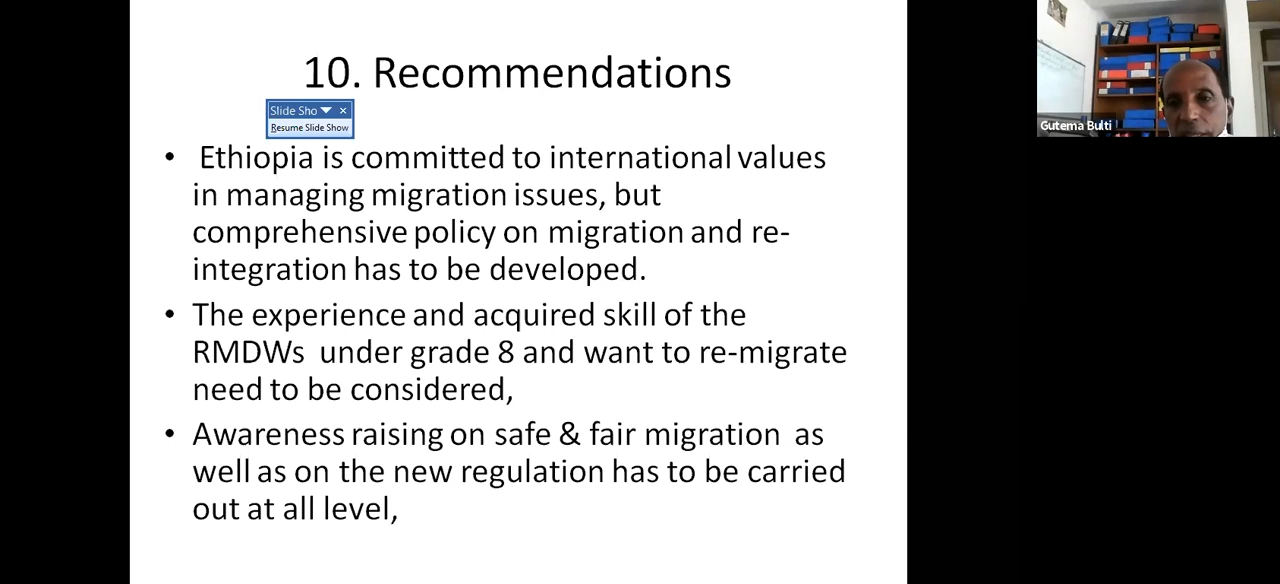 10. Recommendations
Slide Sho
Resume Slide Show
• Ethiopia is committed to international values
in managing migration issues, but
comprehensive policy on migration and re-
integration has to be developed.
• The experience and acquired skill of the
RMDWs under grade 8 and want to re-migrate
need to be considered,
• Awareness raising on safe & fair migration as
well as on the new regulation has to be carried
out at all level,
Gutema Bulti